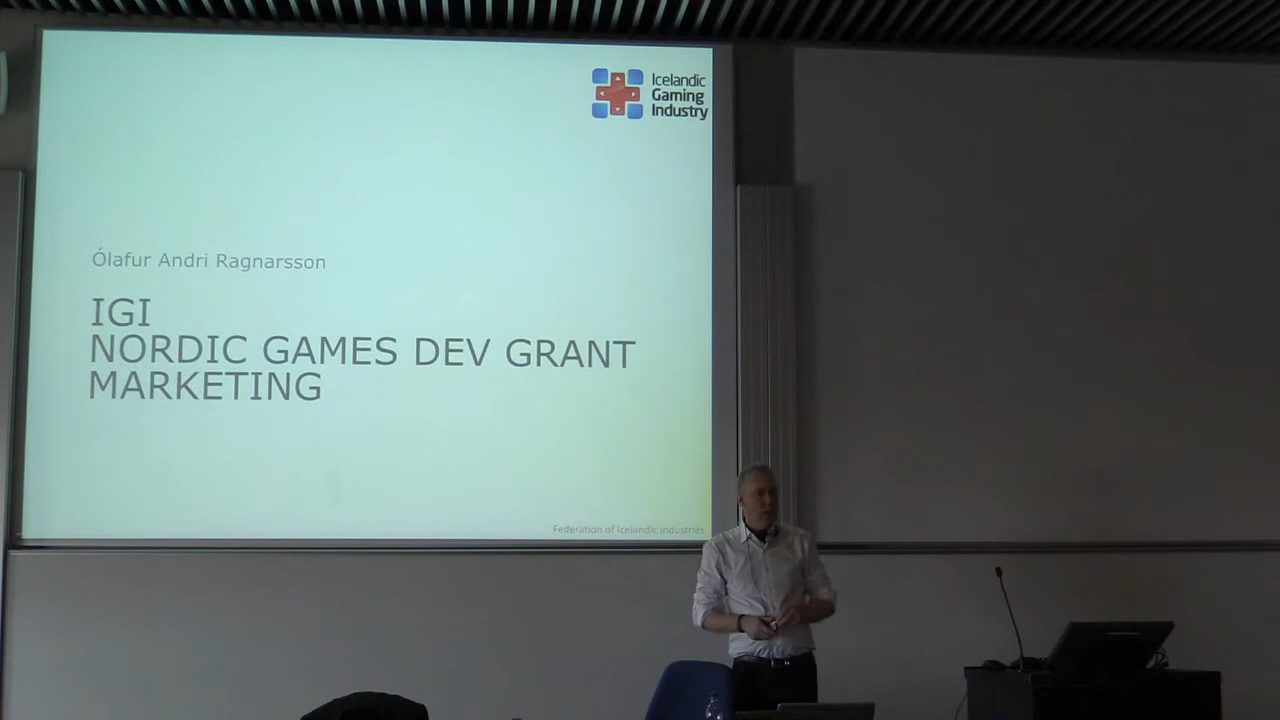 Icelandic
Gaming
Industry
Ólafur Andri Ragnarsson
IGI
NORDIC GAMES DEV GRANT
MARKETING
Federation of Icelandic industries